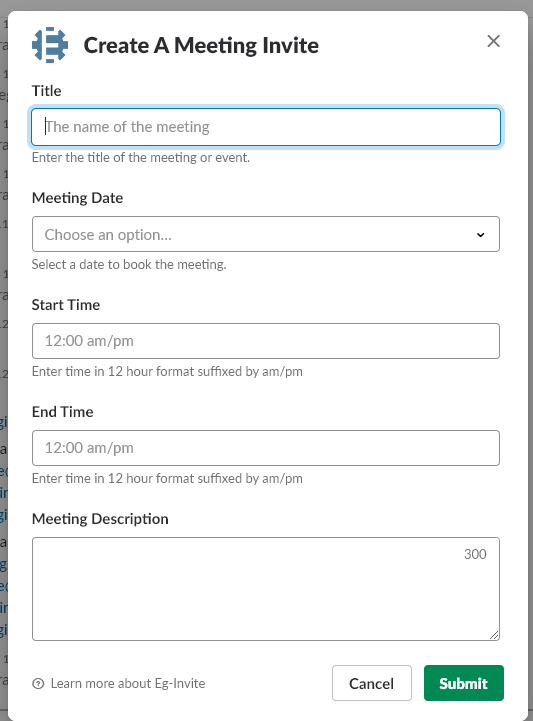 Create A Meeting Invite
Title
The name of the meeting
Enter the title of the meeting or event.
Meeting Date
Choose an option...
Select a date to book the meeting.
Start Time
12:00 am/pm
Enter time in 12 hour format suffixed by am/pm
End Time
12:00 am/pm
Enter time in 12 hour format suffixed by am/pm
Meeting Description
300
Learn more about Eg-Invite
Cancel
Submit